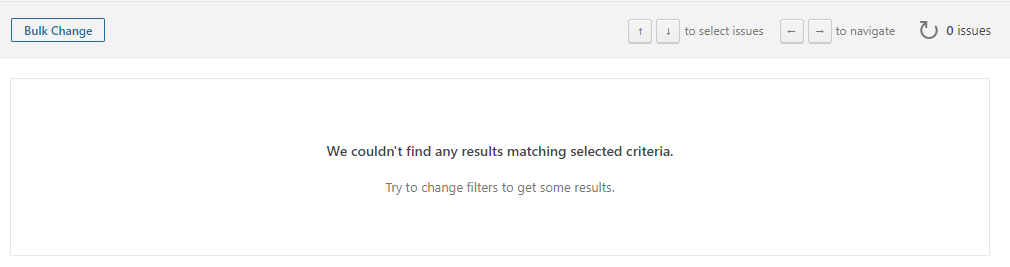 Bulk Change ↑ ↓ to select issues ← → to navigate 0 issues
We couldn't find any results matching selected criteria.
Try to change filters to get some results.